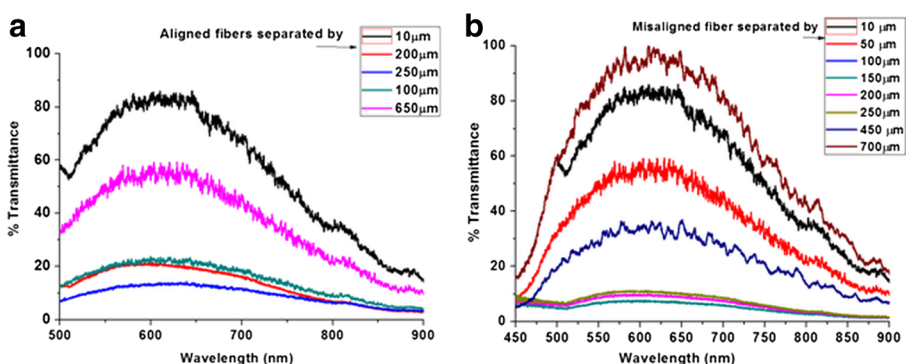 a
Aligned fibers separated by
10μm
200μm
250μm
100μm
650μm
% Transmittance
100
80
60
40
20
0
500
600
700
800
900
Wavelength (nm)
b
Misaligned fiber separated by
10 μm
50 μm
100μm
150μm
200μm
250μm
450 μm
700μm
% Transmittance
100
80
60
40
20
0
450
500
550
600
650
700
750
800
850
900
Wavelength (nm)